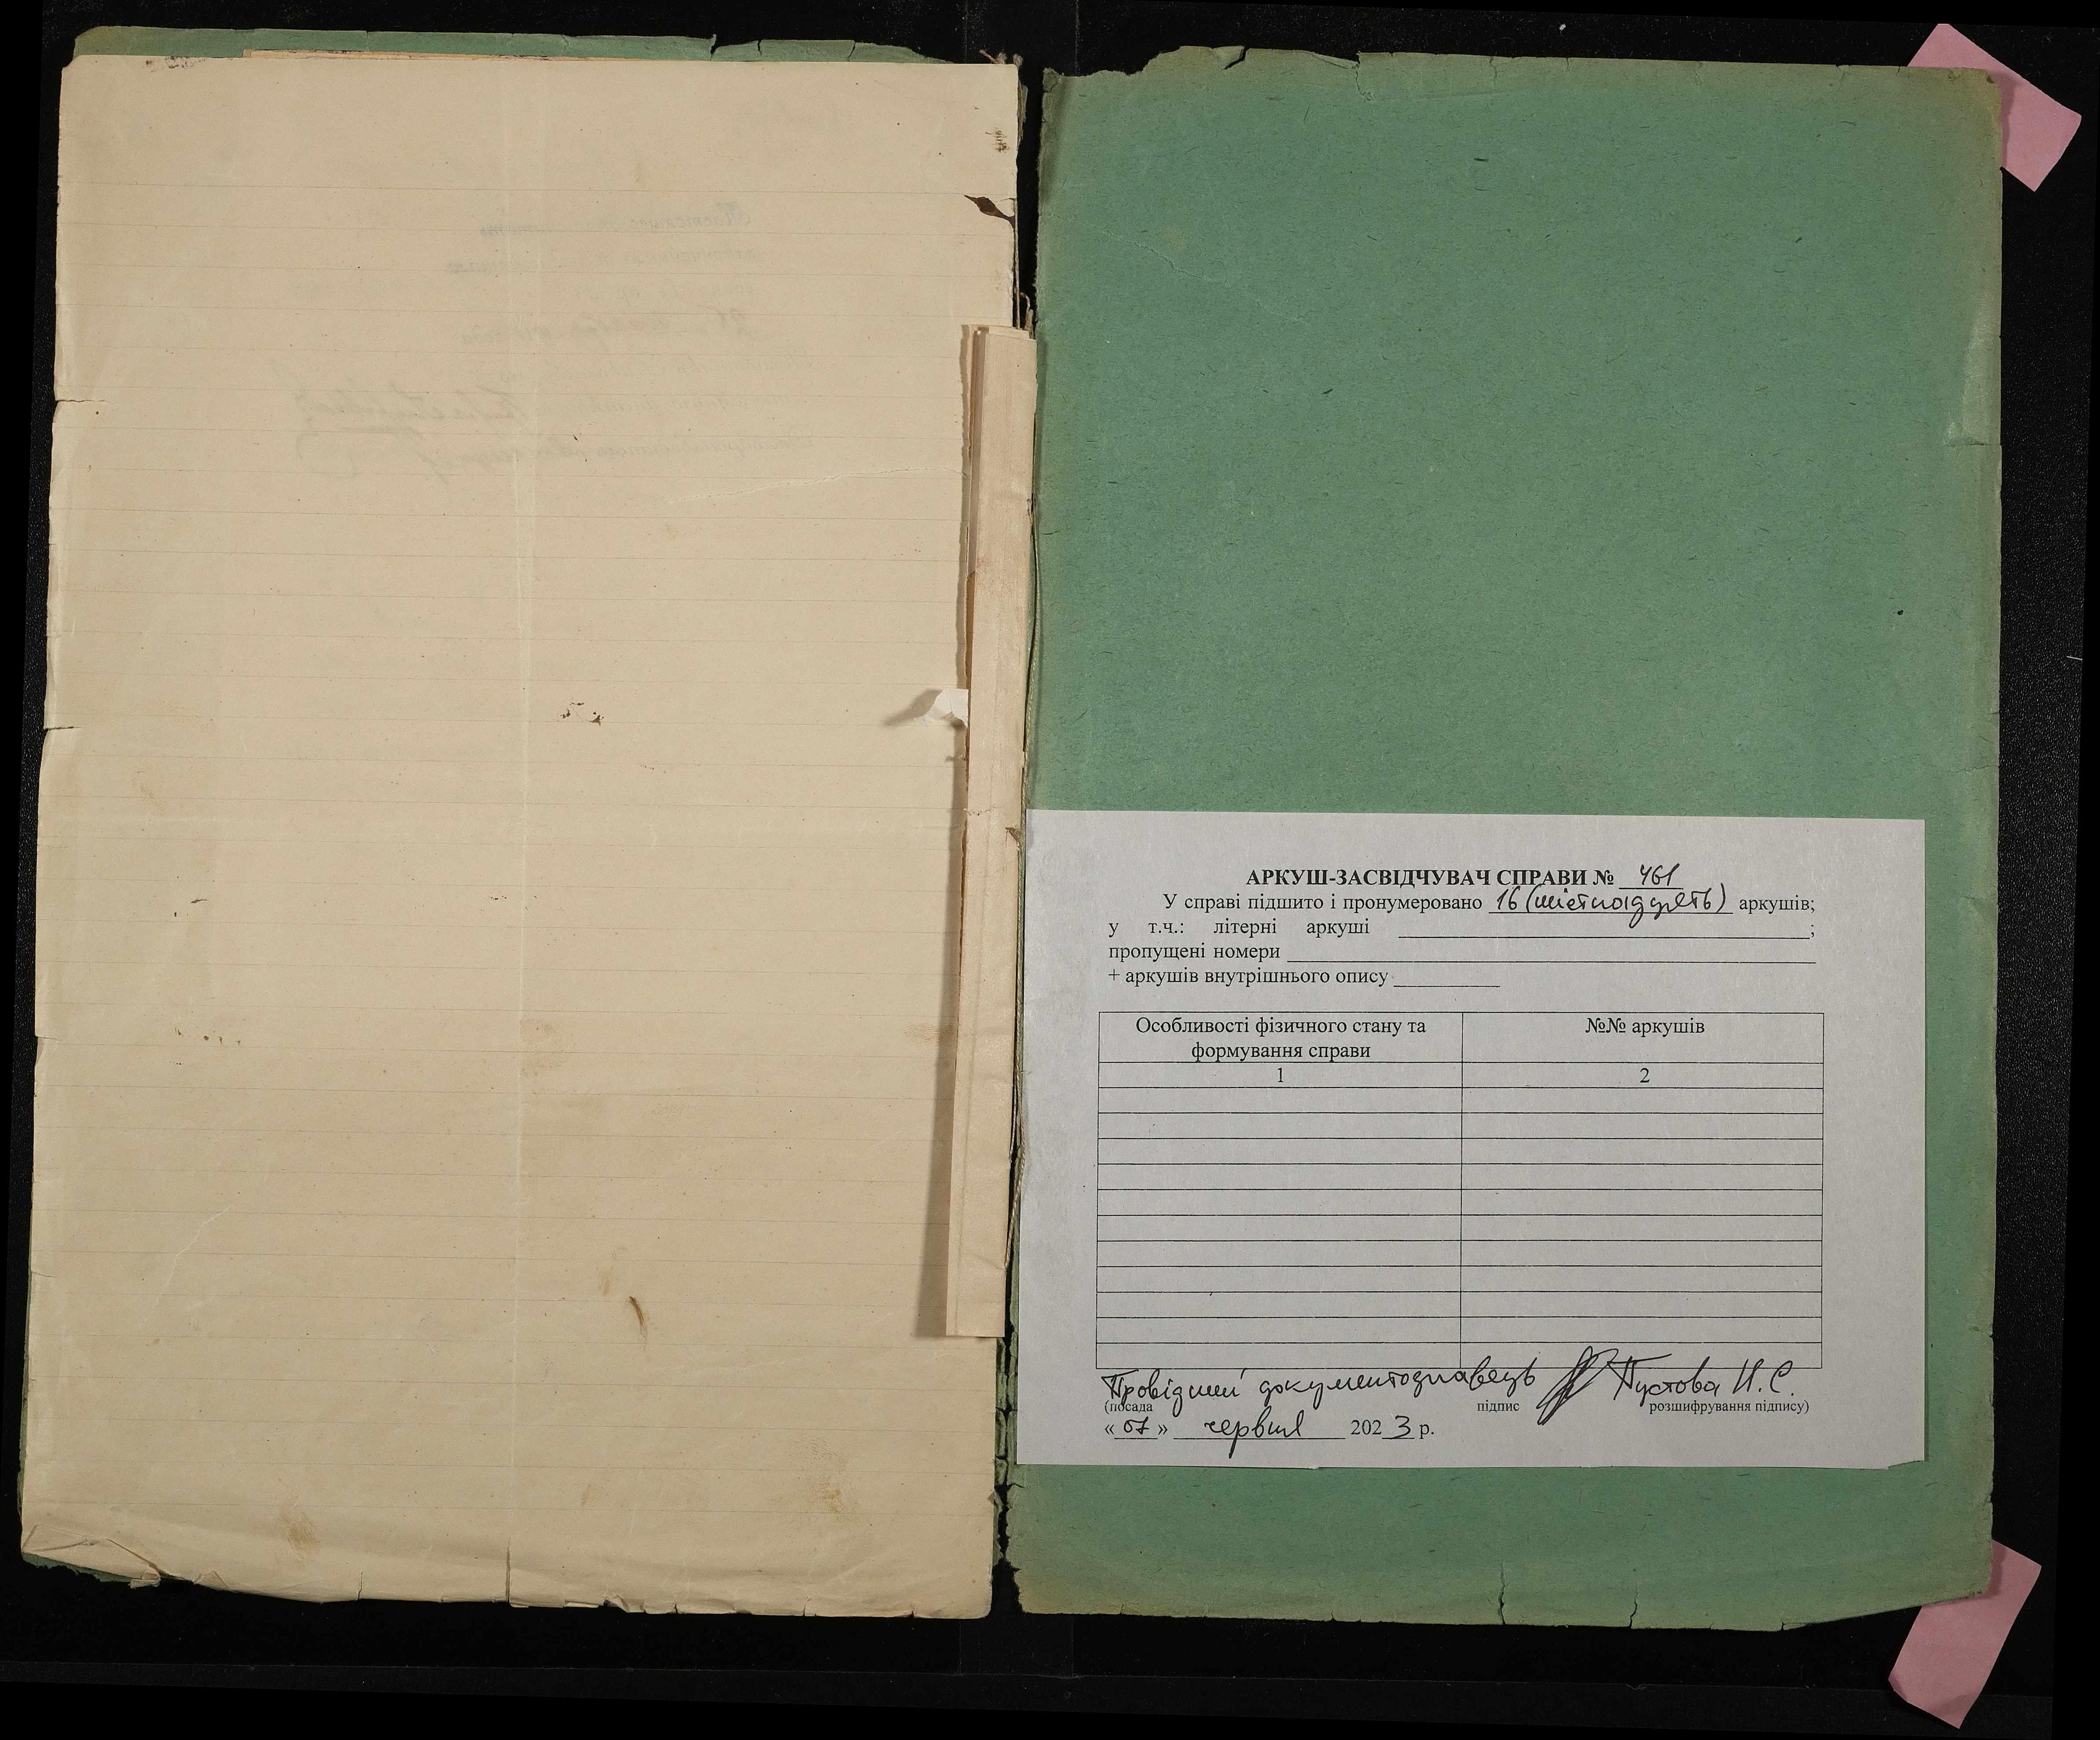 АРКУШ-ЗАСВІДЧУВАЧ СПРАВИ № 461
У справі підшито і пронумеровано 16 (шістнадцять) аркушів;
у т.ч.: літерні аркуші ;
пропущені номери
+ аркушів внутрішнього опису
Особливості фізичного стану та формування справи
№№ аркушів
1
2
Провідний документознавець Пустова Н.С.
(посада підпис розшифрування підпису)
« 07 » червня 2023 р.